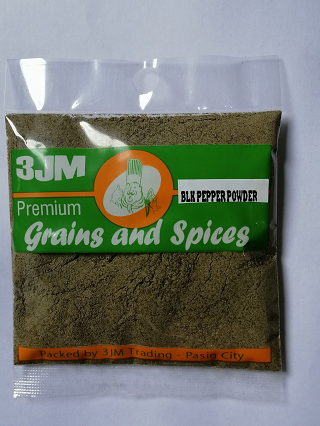 3JM
BLK PEPPER POWDER
Premium
Grains and Spices
Packed by 3JM Trading - Pasig City